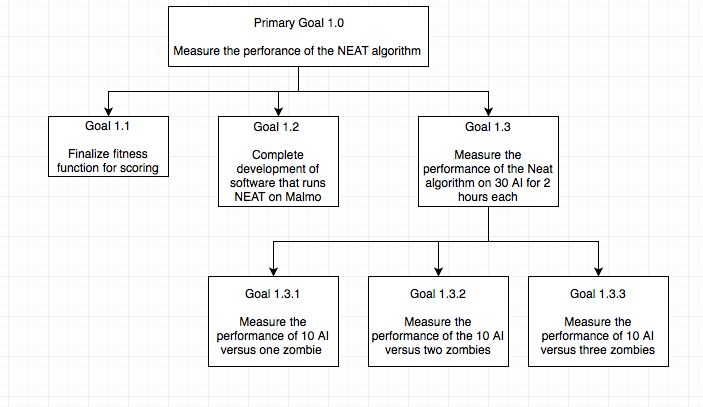 Primary Goal 1.0
Measure the perforance of the NEAT algorithm
Goal 1.1
Finalize fitness
function for scoring
Goal 1.2
Complete
development of
software that runs
NEAT on Malmo
Goal 1.3
Measure the
performance of the Neat
algorithm on 30 AI for 2
hours each
Goal 1.3.1
Measure the
performance of 10 AI
versus one zombie
Goal 1.3.2
Measure the
performance of the 10 AI
versus two zombies
Goal 1.3.3
Measure the
performance of 10 AI
versus three zombies